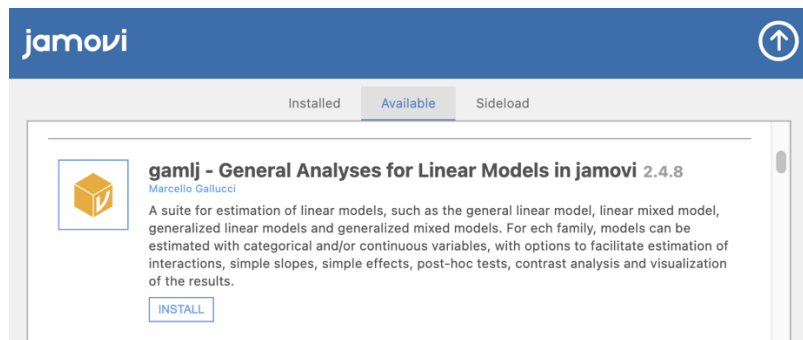 jamovi
Installed Available Sideload
gamlj - General Analyses for Linear Models in jamovi 2.4.8
Marcello Gallucci
A suite for estimation of linear models, such as the general linear model, linear mixed model,
generalized linear models and generalized mixed models. For ech family, models can be
estimated with categorical and/or continuous variables, with options to facilitate estimation of
interactions, simple slopes, simple effects, post-hoc tests, contrast analysis and visualization
of the results.
INSTALL